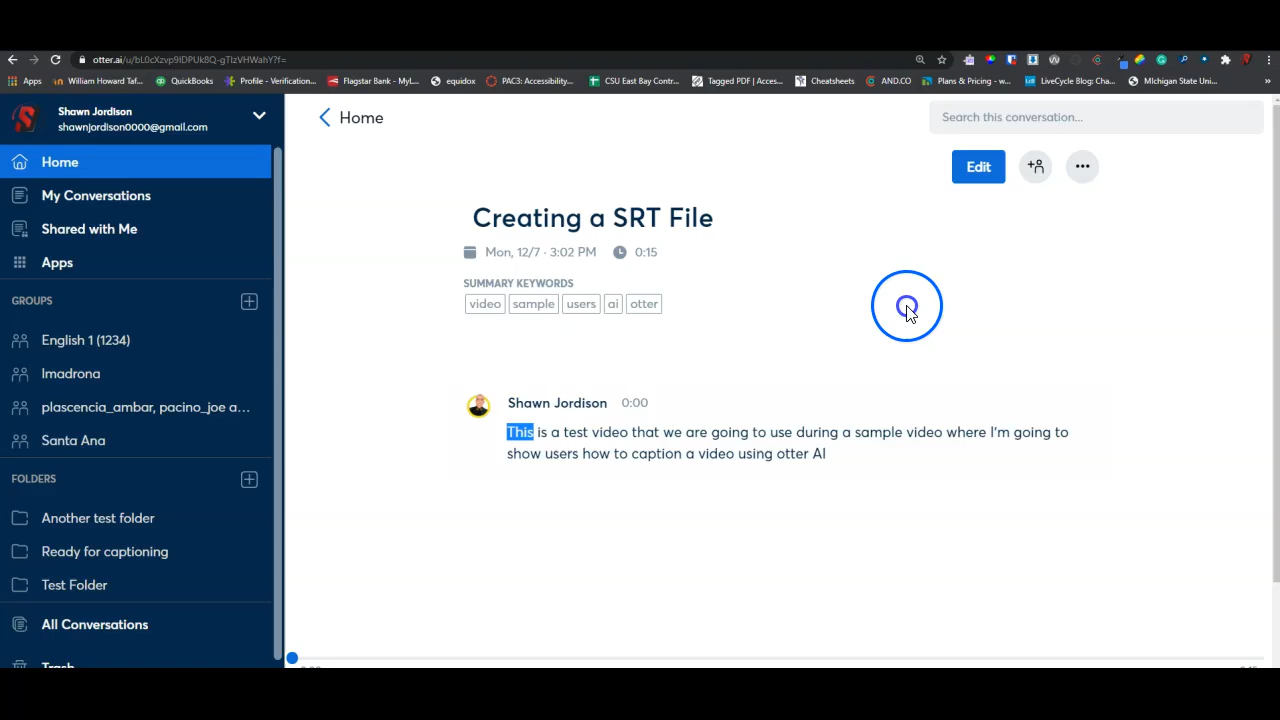 otter.ai/u/bL0cXzvp9IDPUk8Q-gTlzVHWahY?f=
Apps William Howard Taf... QuickBooks Profile - Verification... Flagstar Bank - MyL... equidox PAC3: Accessibility... CSU East Bay Contr... Tagged PDF | Acces... Cheatsheets AND.CO Plans & Pricing - w... LiveCycle Blog: Cha... MIchigan State Uni... »
Shawn Jordison
shawnjordison0000@gmail.com
Home
My Conversations
Shared with Me
Apps
GROUPS
English 1 (1234)
Imadrona
plascencia_ambar, pacino_joe a...
Santa Ana
FOLDERS
Another test folder
Ready for captioning
Test Folder
All Conversations
Trash
Home
Search this conversation...
Edit
Creating a SRT File
Mon, 12/7 · 3:02 PM 0:15
SUMMARY KEYWORDS
video sample users ai otter
Shawn Jordison 0:00
This is a test video that we are going to use during a sample video where I'm going to
show users how to caption a video using otter AI